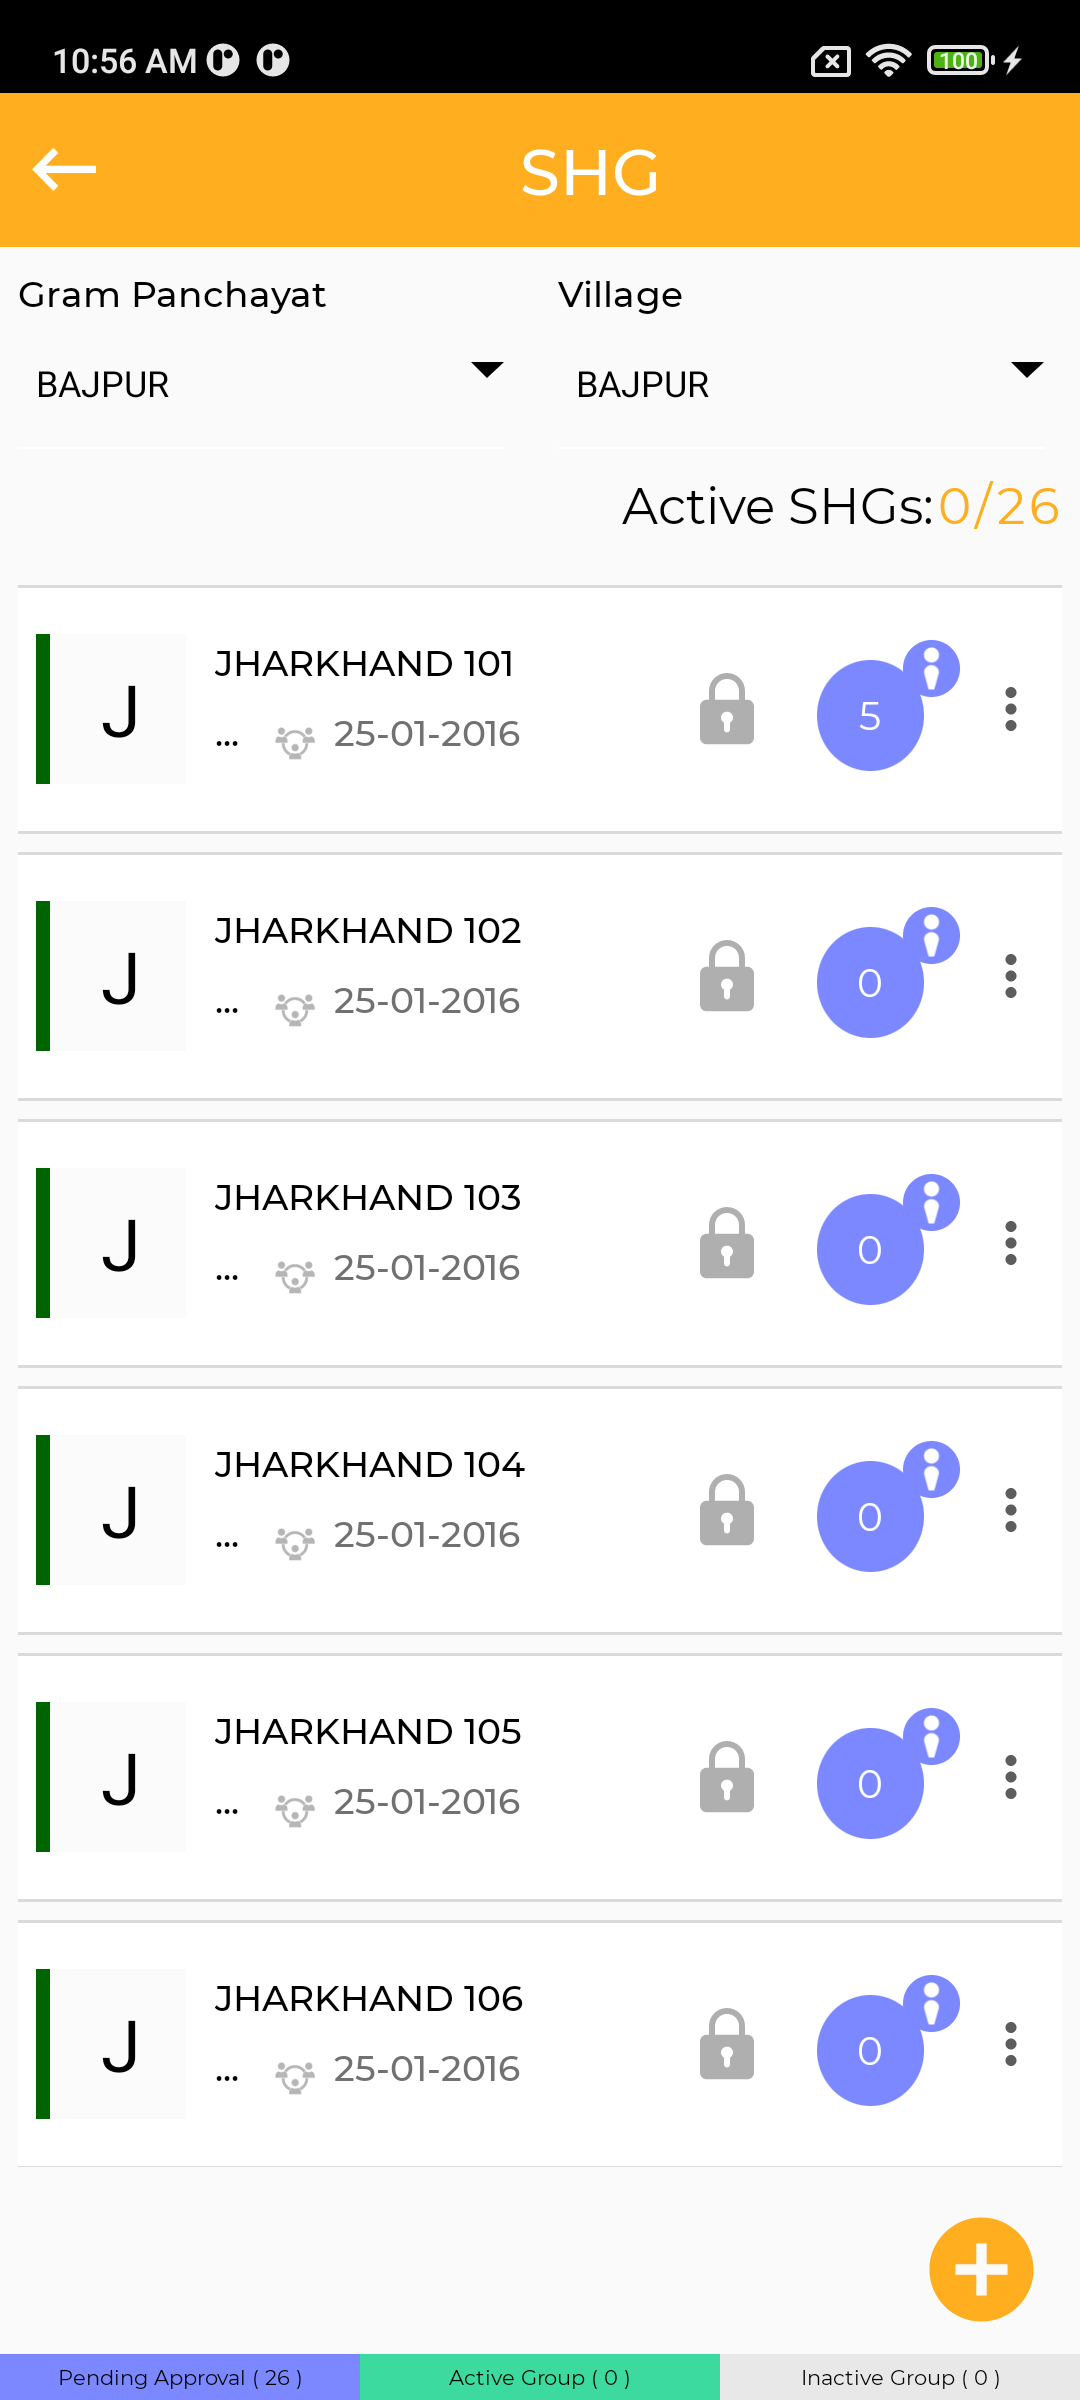 10:56 AM
100
SHG
Gram Panchayat
Village
BAJPUR
BAJPUR
Active SHGs:0/26
J
JHARKHAND 101
... 25-01-2016
5
J
JHARKHAND 102
... 25-01-2016
0
J
JHARKHAND 103
... 25-01-2016
0
J
JHARKHAND 104
... 25-01-2016
0
J
JHARKHAND 105
... 25-01-2016
0
J
JHARKHAND 106
... 25-01-2016
0
Pending Approval ( 26 )
Active Group ( 0 )
Inactive Group ( 0 )